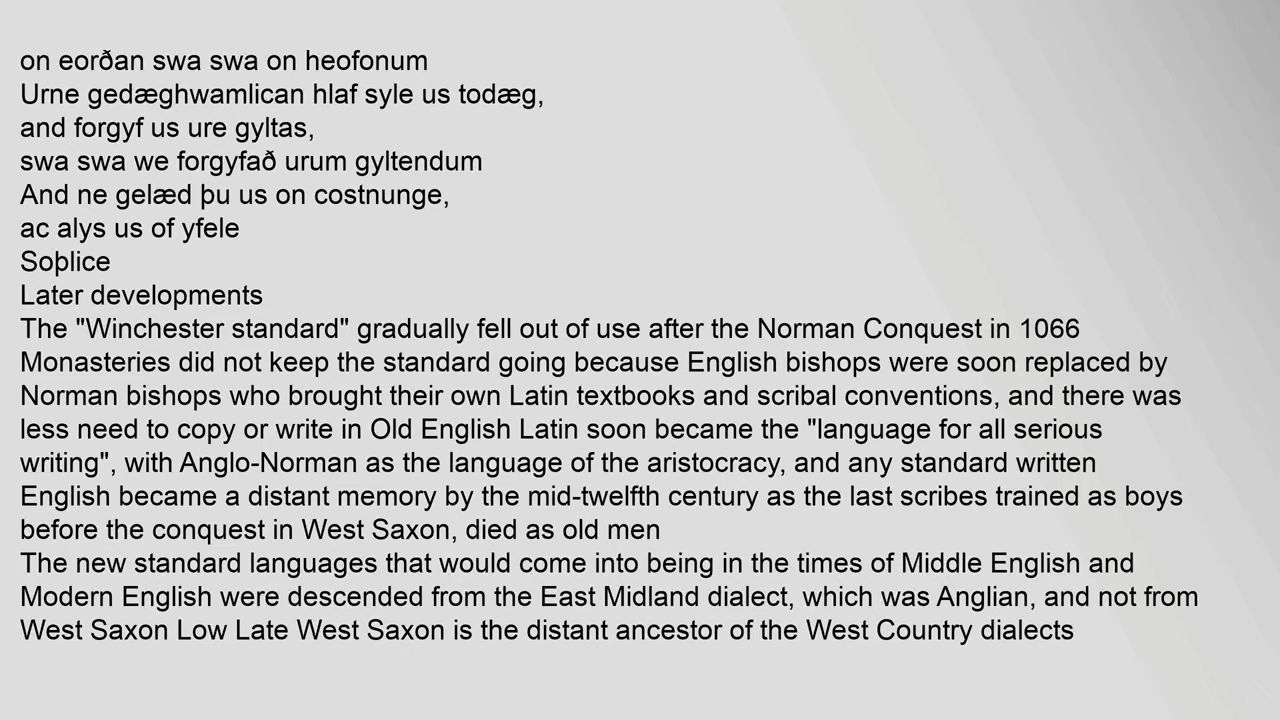 on eorðan swa swa on heofonum
Urne gedæghwamlican hlaf syle us todæg,
and forgyf us ure gyltas,
swa swa we forgyfað urum gyltendum
And ne gelæd þu us on costnunge,
ac alys us of yfele
Soþlice
Later developments
The "Winchester standard" gradually fell out of use after the Norman Conquest in 1066
Monasteries did not keep the standard going because English bishops were soon replaced by
Norman bishops who brought their own Latin textbooks and scribal conventions, and there was
less need to copy or write in Old English Latin soon became the "language for all serious
writing", with Anglo-Norman as the language of the aristocracy, and any standard written
English became a distant memory by the mid-twelfth century as the last scribes trained as boys
before the conquest in West Saxon, died as old men
The new standard languages that would come into being in the times of Middle English and
Modern English were descended from the East Midland dialect, which was Anglian, and not from
West Saxon Low Late West Saxon is the distant ancestor of the West Country dialects